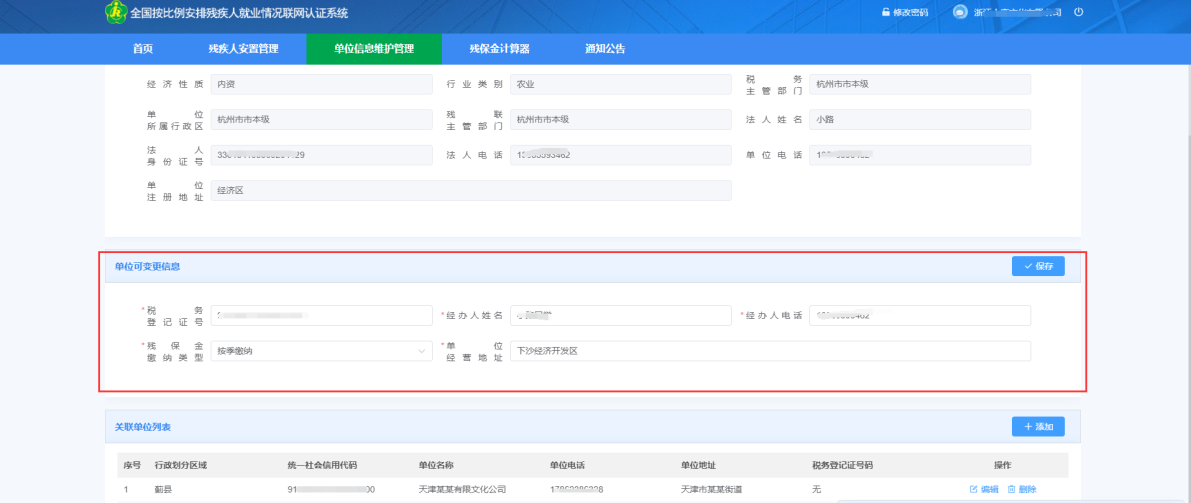 全国按比例安排残疾人就业情况联网认证系统 修改密码
首页 残疾人安置管理 单位信息维护管理 残保金计算器 通知公告
经济性质 内资 行业类别 农业 税务主管部门 杭州市市本级
单位所属行政区 杭州市市本级 残联主管部门 杭州市市本级 法人姓名 小路
法人身份证号 法人电话 单位电话
单位注册地址 经济区
单位可变更信息 保存
*税务登记证号 *经办人姓名 *经办人电话
*残保金缴纳类型 按季缴纳 *单位经营地址 下沙经济开发区
关联单位列表 + 添加
序号 行政划分区域 统一社会信用代码 单位名称 单位电话 单位地址 税务登记证号码 操作
1 蓟县 91 00 天津某某有限文化公司 天津市某某街道 无 编辑 删除